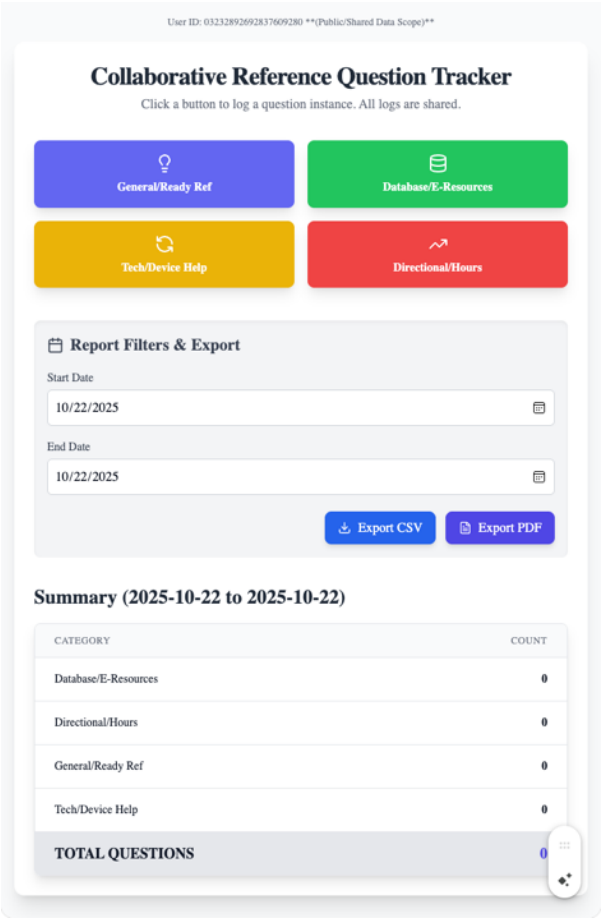 User ID: 03232892692837609280 **(Public/Shared Data Scope)**
Collaborative Reference Question Tracker
Click a button to log a question instance. All logs are shared.
General/Ready Ref
Database/E-Resources
Tech/Device Help
Directional/Hours
Report Filters & Export
Start Date
10/22/2025
End Date
10/22/2025
Export CSV
Export PDF
Summary (2025-10-22 to 2025-10-22)
CATEGORY COUNT
Database/E-Resources 0
Directional/Hours 0
General/Ready Ref 0
Tech/Device Help 0
TOTAL QUESTIONS 0